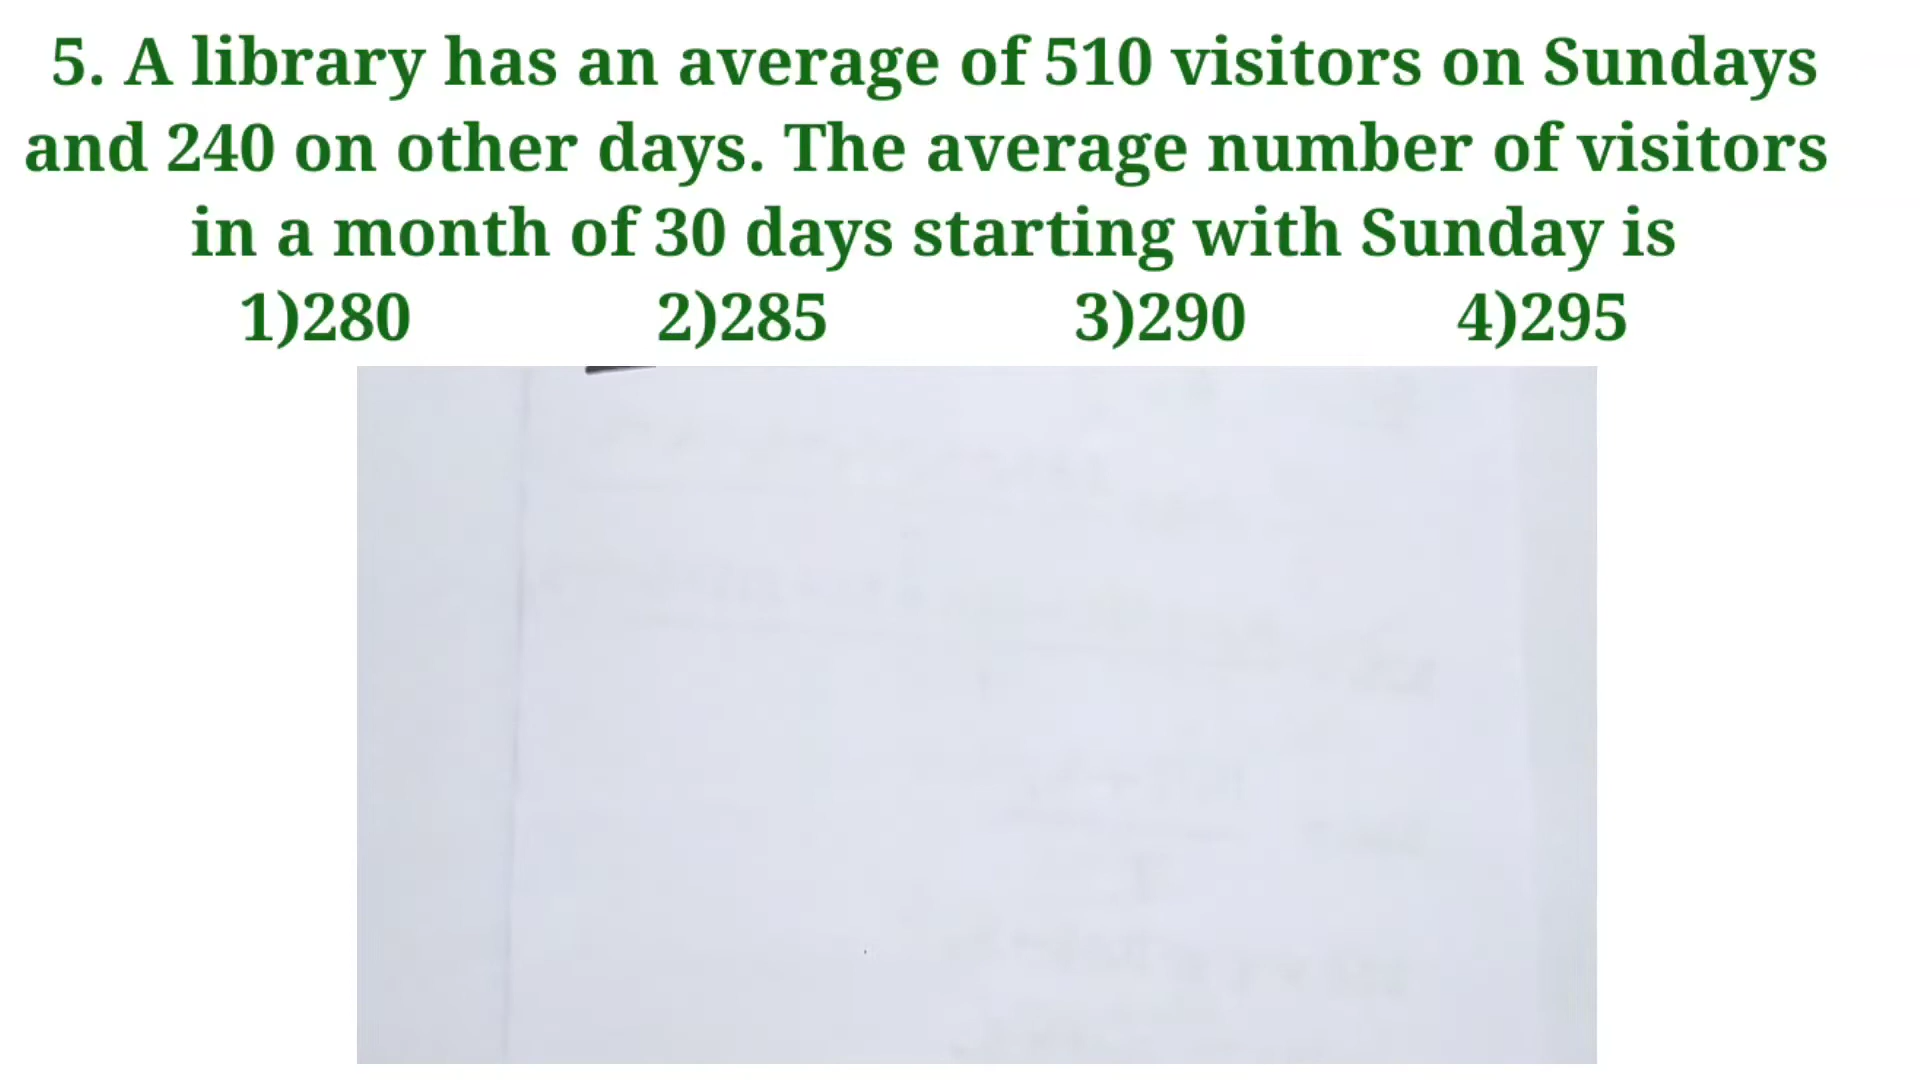 5. A library has an average of 510 visitors on Sundays
and 240 on other days. The average number of visitors
in a month of 30 days starting with Sunday is
1)280 2)285 3)290 4)295